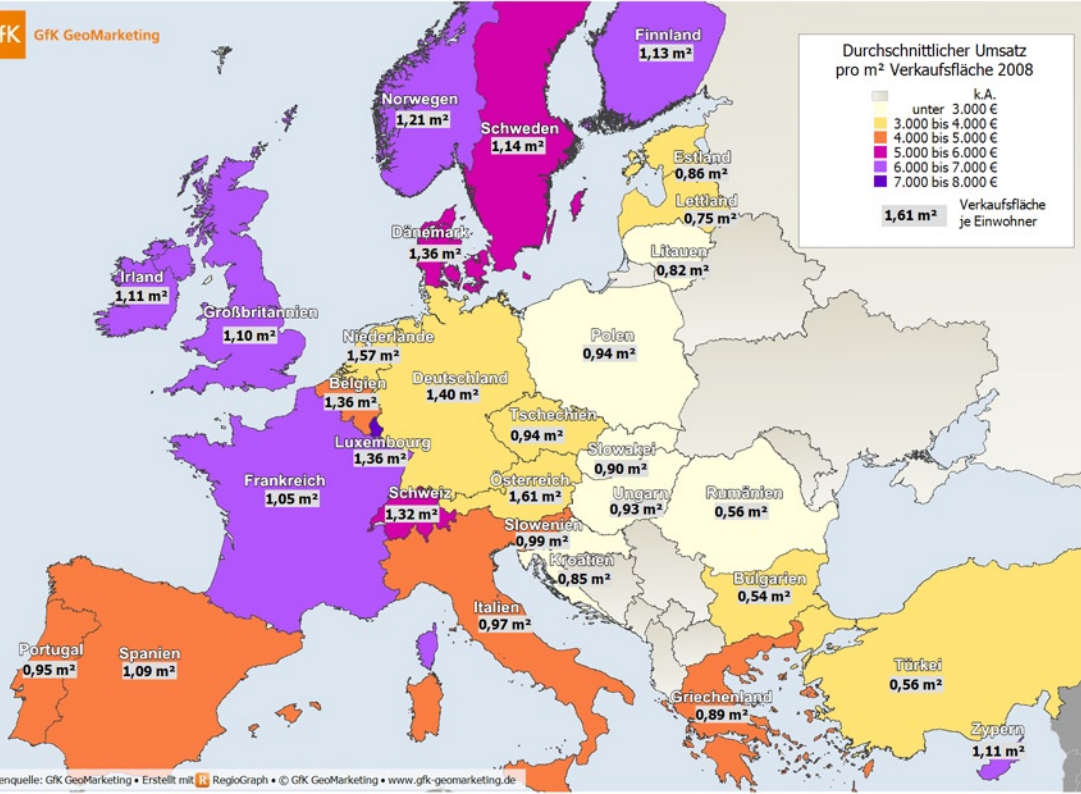 fK GfK GeoMarketing
Durchschnittlicher Umsatz
pro m² Verkaufsfläche 2008
k.A.
unter 3.000 €
3.000 bis 4.000 €
4.000 bis 5.000 €
5.000 bis 6.000 €
6.000 bis 7.000 €
7.000 bis 8.000 €
1,61 m² Verkaufsfläche
je Einwohner
Finnland
1,13 m²
Norwegen
1,21 m²
Schweden
1,14 m²
Estland
0,86 m²
Lettland
0,75 m²
Litauen
0,82 m²
Dänemark
1,36 m²
Irland
1,11 m²
Großbritannien
1,10 m²
Niederlande
1,57 m²
Polen
0,94 m²
Belgien
1,36 m²
Deutschland
1,40 m²
Tschechien
0,94 m²
Luxembourg
1,36 m²
Slowakei
0,90 m²
Frankreich
1,05 m²
Schweiz
1,32 m²
Österreich
1,61 m²
Ungarn
0,93 m²
Rumänien
0,56 m²
Slowenien
0,99 m²
Kroatien
0,85 m²
Bulgarien
0,54 m²
Italien
0,97 m²
Portugal
0,95 m²
Spanien
1,09 m²
Türkei
0,56 m²
Griechenland
0,89 m²
Zypern
1,11 m²
enquelle: GfK GeoMarketing • Erstellt mit R RegioGraph • © GfK GeoMarketing • www.gfk-geomarketing.de